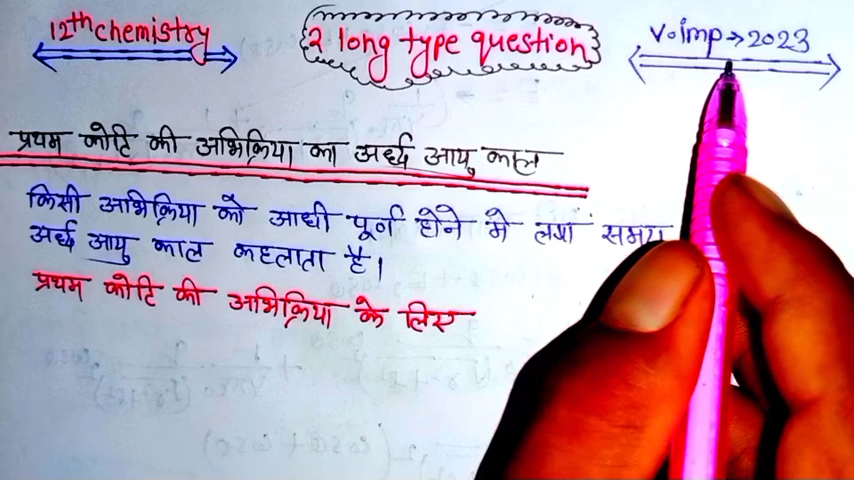 12th chemistry
2 long type question
V.imp→2023
प्रथम कोटि की अभिक्रिया का अर्ध्द आयु काल
किसी अभिक्रिया को आधी पूर्ण होने मे लगा समय
अर्ध्द आयु काल कहलाता है।
प्रथम कोटि की अभिक्रिया के लिए